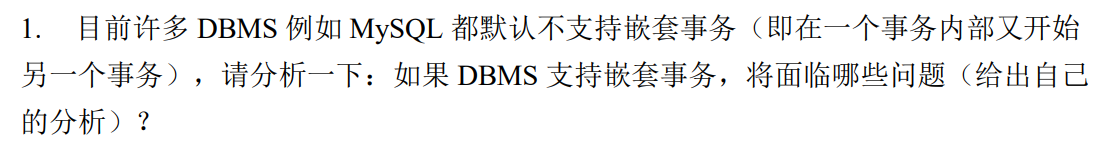 1. 目前许多 DBMS 例如 MySQL 都默认不支持嵌套事务（即在一个事务内部又开始
另一个事务），请分析一下：如果 DBMS 支持嵌套事务，将面临哪些问题（给出自己
的分析）？